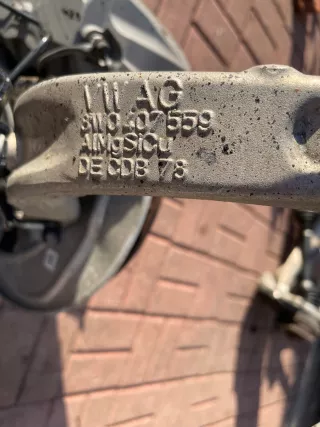 VW AG
8W0 407 559
AlMgSiCu
DE CDB 78